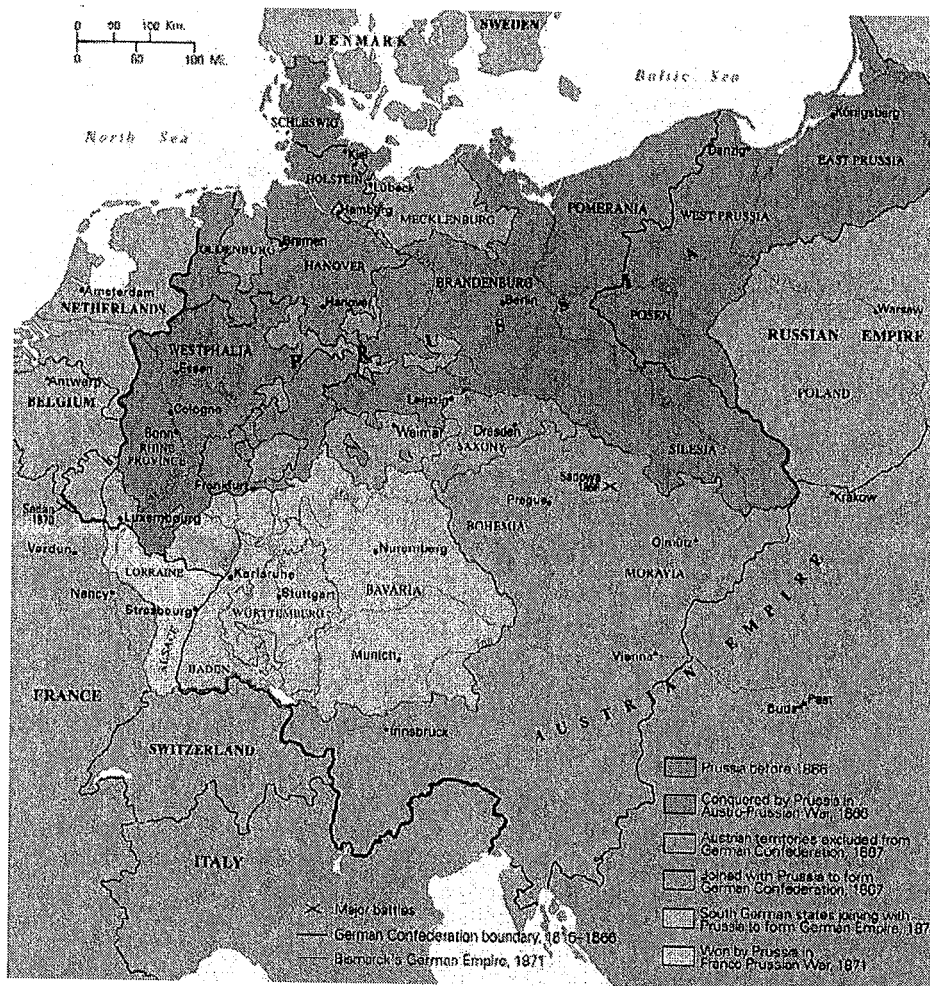 0 50 100 Km.
0 50 100 Mi.
DENMARK
SWEDEN
North Sea
Baltic Sea
SCHLESWIG
Kiel
HOLSTEIN
Lübeck
Hamburg
MECKLENBURG
POMERANIA
Danzig
Königsberg
EAST PRUSSIA
WEST PRUSSIA
OLDENBURG
Bremen
HANOVER
Hanover
BRANDENBURG
Berlin
POSEN
PRUSSIA
Amsterdam
NETHERLANDS
Warsaw
RUSSIAN EMPIRE
POLAND
WESTPHALIA
Essen
Antwerp
BELGIUM
Cologne
Bonn
RHINE
PROVINCE
Leipzig
Weimar
Dresden
SAXONY
SILESIA
Frankfurt
Sadowa
1866
Prague
BOHEMIA
Krakow
Sedan
1870
Luxembourg
Verdun
LORRAINE
Nancy
Karlsruhe
Strasbourg
Stuttgart
WÜRTTEMBERG
ALSACE
BADEN
Nuremberg
BAVARIA
Munich
Olmütz
MORAVIA
Vienna
AUSTRIAN EMPIRE
Buda
Pest
FRANCE
SWITZERLAND
Innsbruck
ITALY
Prussia before 1866
Conquered by Prussia in
Austro-Prussian War, 1866
Austrian territories excluded from
German Confederation, 1867
Joined with Prussia to form
German Confederation, 1867
South German states joining with
Prussia to form German Empire, 187
Won by Prussia in
Franco Prussian War, 1871
Major battles
German Confederation boundary, 1815–1866
Bismarck's German Empire, 1871